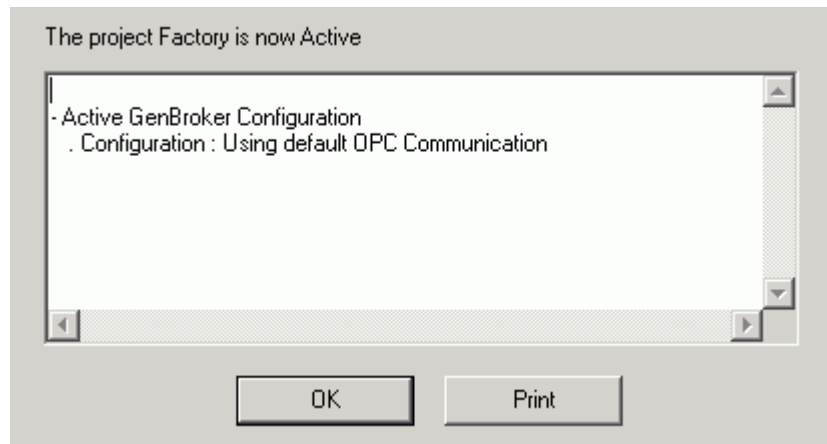 The project Factory is now Active
- Active GenBroker Configuration
. Configuration : Using default OPC Communication
OK
Print